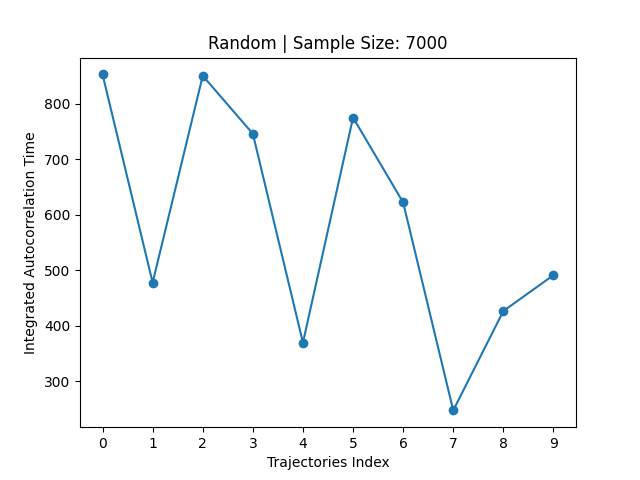 Random | Sample Size: 7000
Integrated Autocorrelation Time
800
700
600
500
400
300
0 1 2 3 4 5 6 7 8 9
Trajectories Index